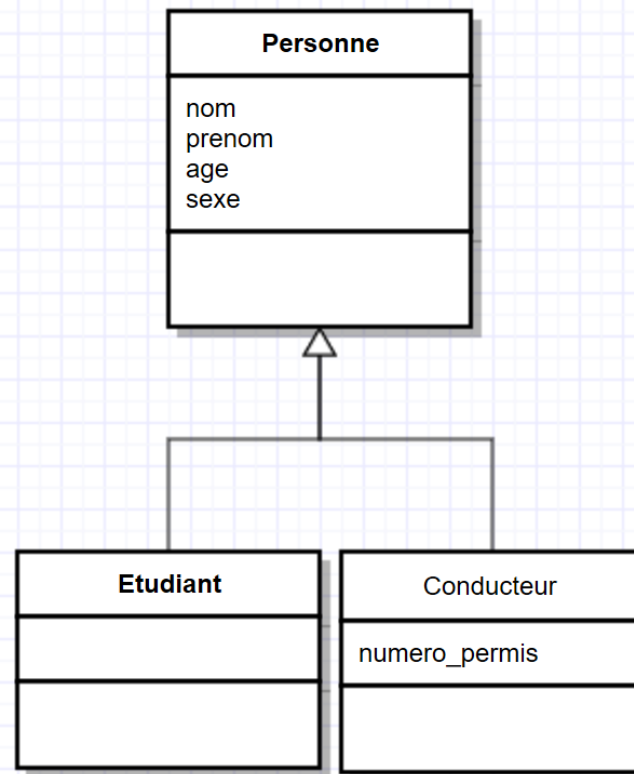 Personne
nom
prenom
age
sexe
Etudiant
Conducteur
numero_permis